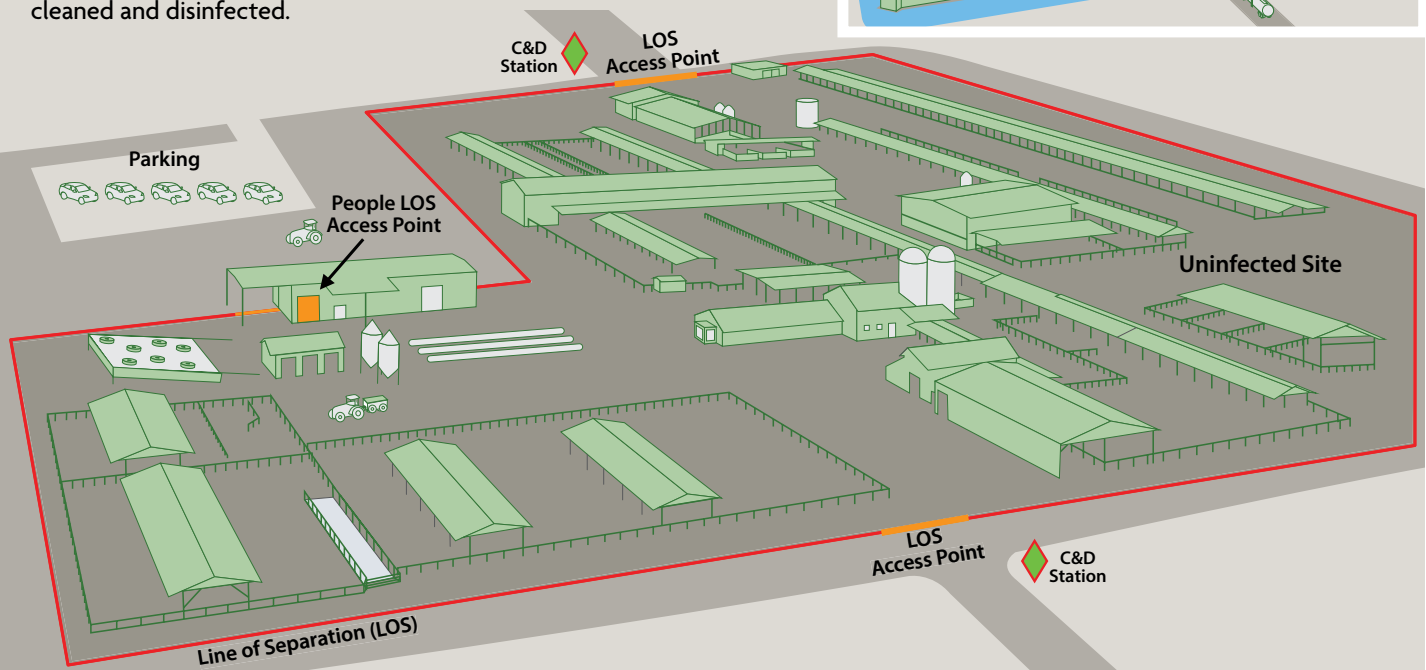 cleaned and disinfected.
C&D
Station
LOS
Access Point
Parking
People LOS
Access Point
Uninfected Site
LOS
Access Point
C&D
Station
Line of Separation (LOS)